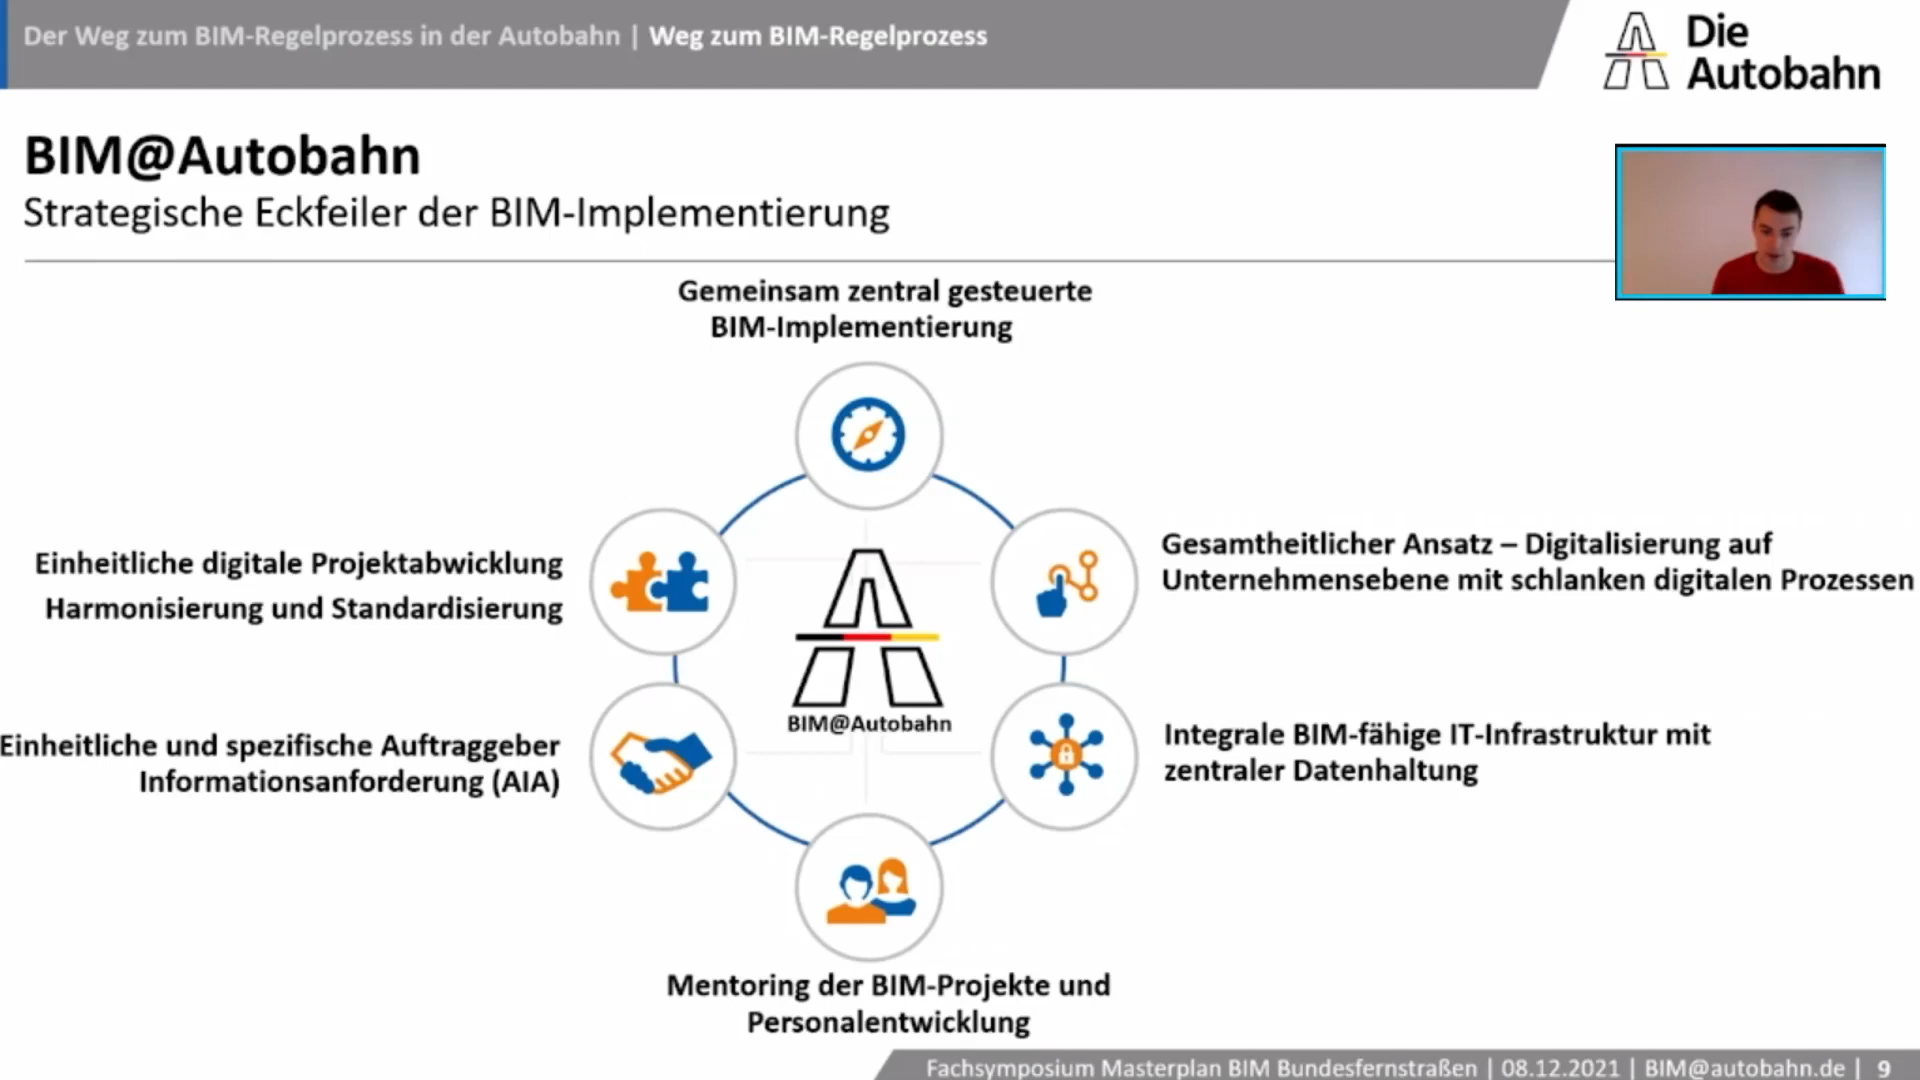 Der Weg zum BIM-Regelprozess in der Autobahn | Weg zum BIM-Regelprozess
Die
Autobahn
BIM@Autobahn
Strategische Eckfeiler der BIM-Implementierung
Gemeinsam zentral gesteuerte
BIM-Implementierung
Einheitliche digitale Projektabwicklung
Harmonisierung und Standardisierung
Gesamtheitlicher Ansatz – Digitalisierung auf
Unternehmensebene mit schlanken digitalen Prozessen
BIM@Autobahn
Einheitliche und spezifische Auftraggeber
Informationsanforderung (AIA)
Integrale BIM-fähige IT-Infrastruktur mit
zentraler Datenhaltung
Mentoring der BIM-Projekte und
Personalentwicklung
Fachsymposium Masterplan BIM Bundesfernstraßen | 08.12.2021 | BIM@autobahn.de | 9